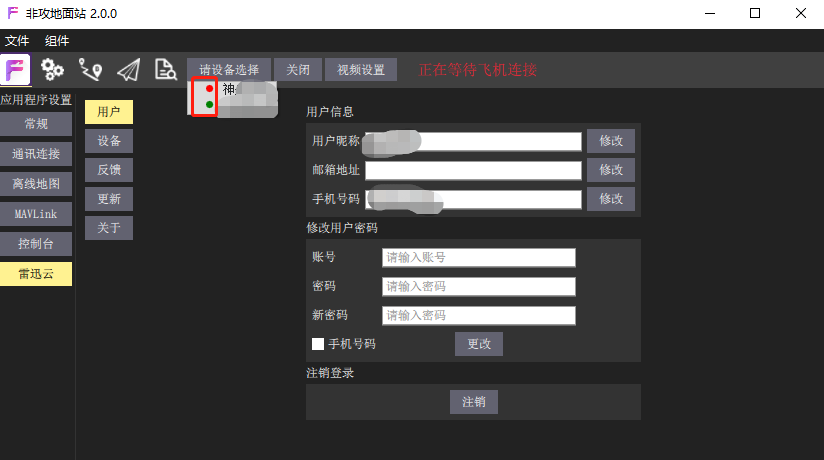 非攻地面站 2.0.0
文件 组件
请设备选择 关闭 视频设置 正在等待飞机连接
神
应用程序设置
常规
通讯连接
离线地图
MAVLink
控制台
雷迅云
用户
设备
反馈
更新
关于
用户信息
用户昵称 修改
邮箱地址 修改
手机号码 修改
修改用户密码
账号 请输入账号
密码 请输入密码
新密码 请输入密码
手机号码 更改
注销登录
注销